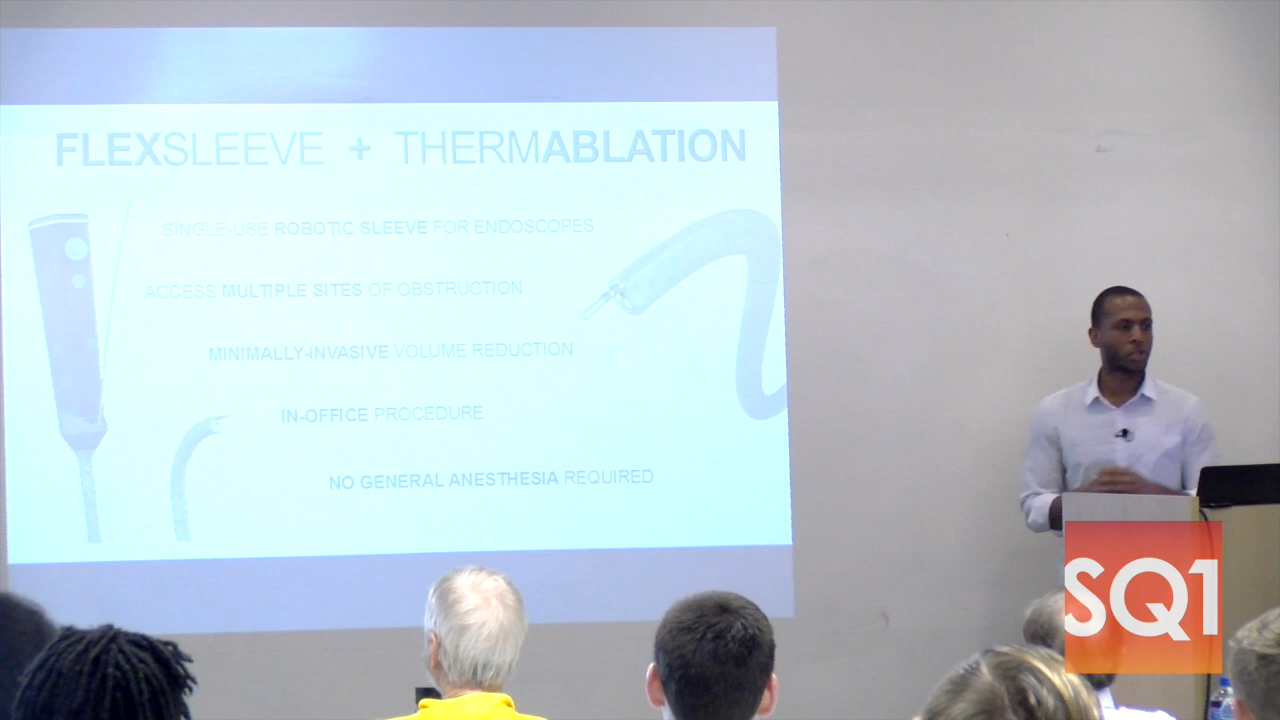 FLEXSLEEVE + THERMABLATION
SINGLE-USE ROBOTIC SLEEVE FOR ENDOSCOPES
ACCESS MULTIPLE SITES OF OBSTRUCTION
MINIMALLY-INVASIVE VOLUME REDUCTION
IN-OFFICE PROCEDURE
NO GENERAL ANESTHESIA REQUIRED
SQ1